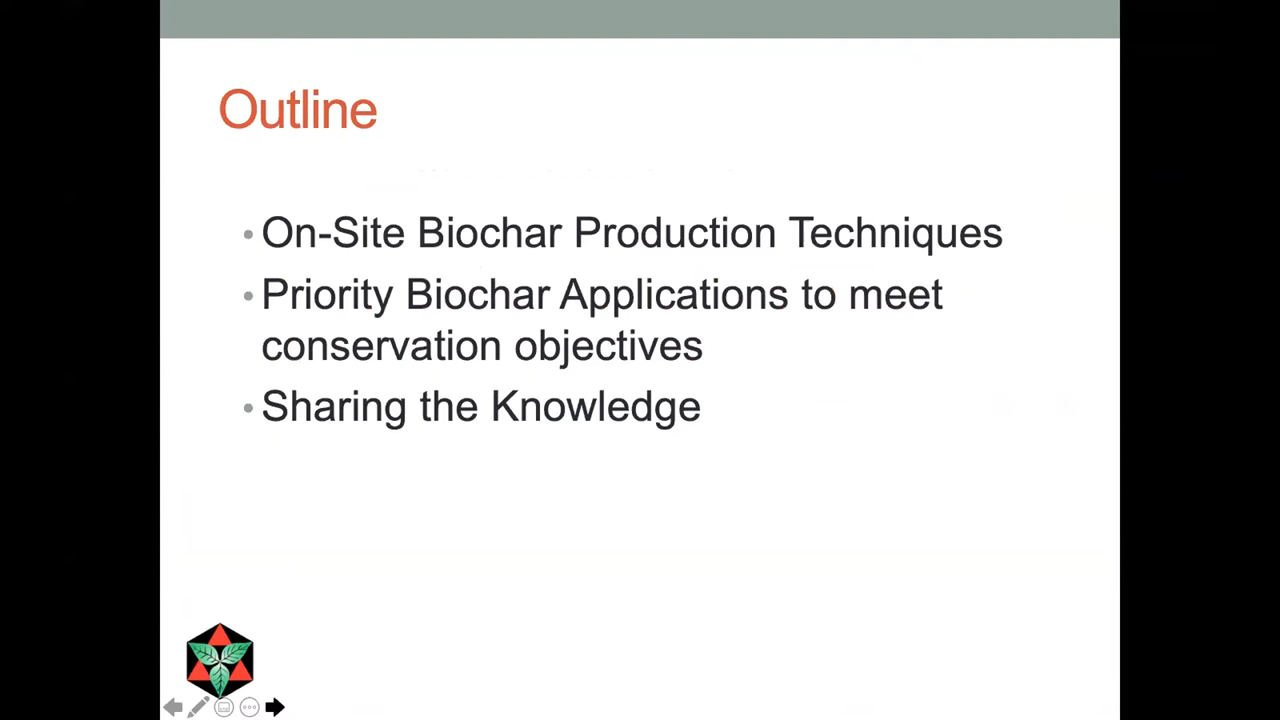 Outline
• On-Site Biochar Production Techniques
• Priority Biochar Applications to meet
conservation objectives
• Sharing the Knowledge